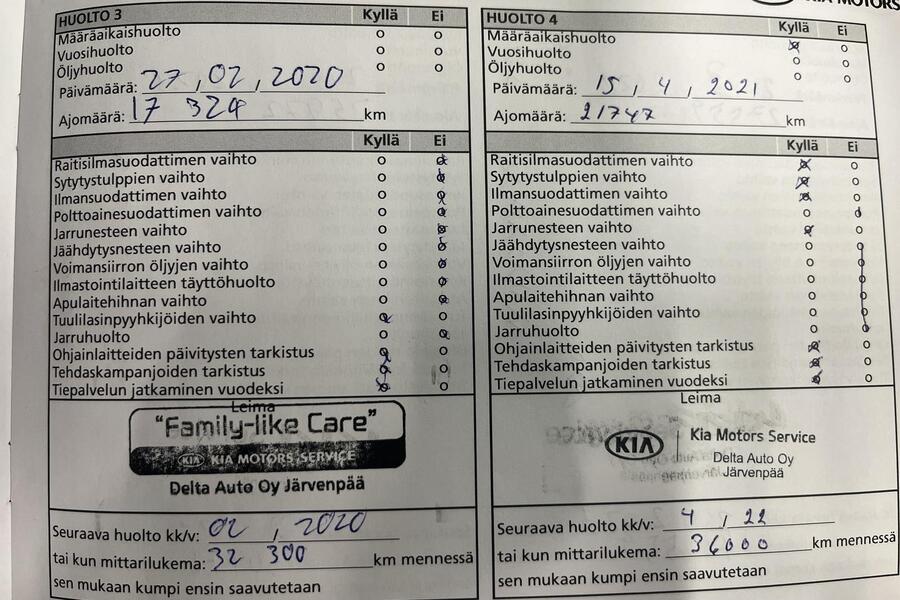 KIA MOTORS
HUOLTO 3 Kyllä Ei
Määräaikaishuolto o o
Vuosihuolto o o
Öljyhuolto o o
Päivämäärä: 27, 02, 2020
Ajomäärä: 17 324 km
Kyllä Ei
Raitisilmasuodattimen vaihto
Sytytystulppien vaihto
Ilmansuodattimen vaihto
Polttoainesuodattimen vaihto
Jarrunesteen vaihto
Jäähdytysnesteen vaihto
Voimansiirron öljyjen vaihto
Ilmastointilaitteen täyttöhuolto
Apulaitehihnan vaihto
Tuulilasinpyyhkijöiden vaihto
Jarruhuolto
Ohjainlaitteiden päivitysten tarkistus
Tehdaskampanjoiden tarkistus
Tiepalvelun jatkaminen vuodeksi
Leima
"Family-like Care"
KIA KIA MOTORS SERVICE
Delta Auto Oy Järvenpää
Seuraava huolto kk/v: 02, 2020
tai kun mittarilukema: 32 300 km mennessä
sen mukaan kumpi ensin saavutetaan
HUOLTO 4 Kyllä Ei
Määräaikaishuolto
Vuosihuolto
Öljyhuolto
Päivämäärä: 15, 4, 2021
Ajomäärä: 21747 km
Kyllä Ei
Raitisilmasuodattimen vaihto
Sytytystulppien vaihto
Ilmansuodattimen vaihto
Polttoainesuodattimen vaihto
Jarrunesteen vaihto
Jäähdytysnesteen vaihto
Voimansiirron öljyjen vaihto
Ilmastointilaitteen täyttöhuolto
Apulaitehihnan vaihto
Tuulilasinpyyhkijöiden vaihto
Jarruhuolto
Ohjainlaitteiden päivitysten tarkistus
Tehdaskampanjoiden tarkistus
Tiepalvelun jatkaminen vuodeksi
Leima
KIA Kia Motors Service
Delta Auto Oy
Järvenpää
Seuraava huolto kk/v: 4, 22
tai kun mittarilukema: 36000 km mennessä
sen mukaan kumpi ensin saavutetaan